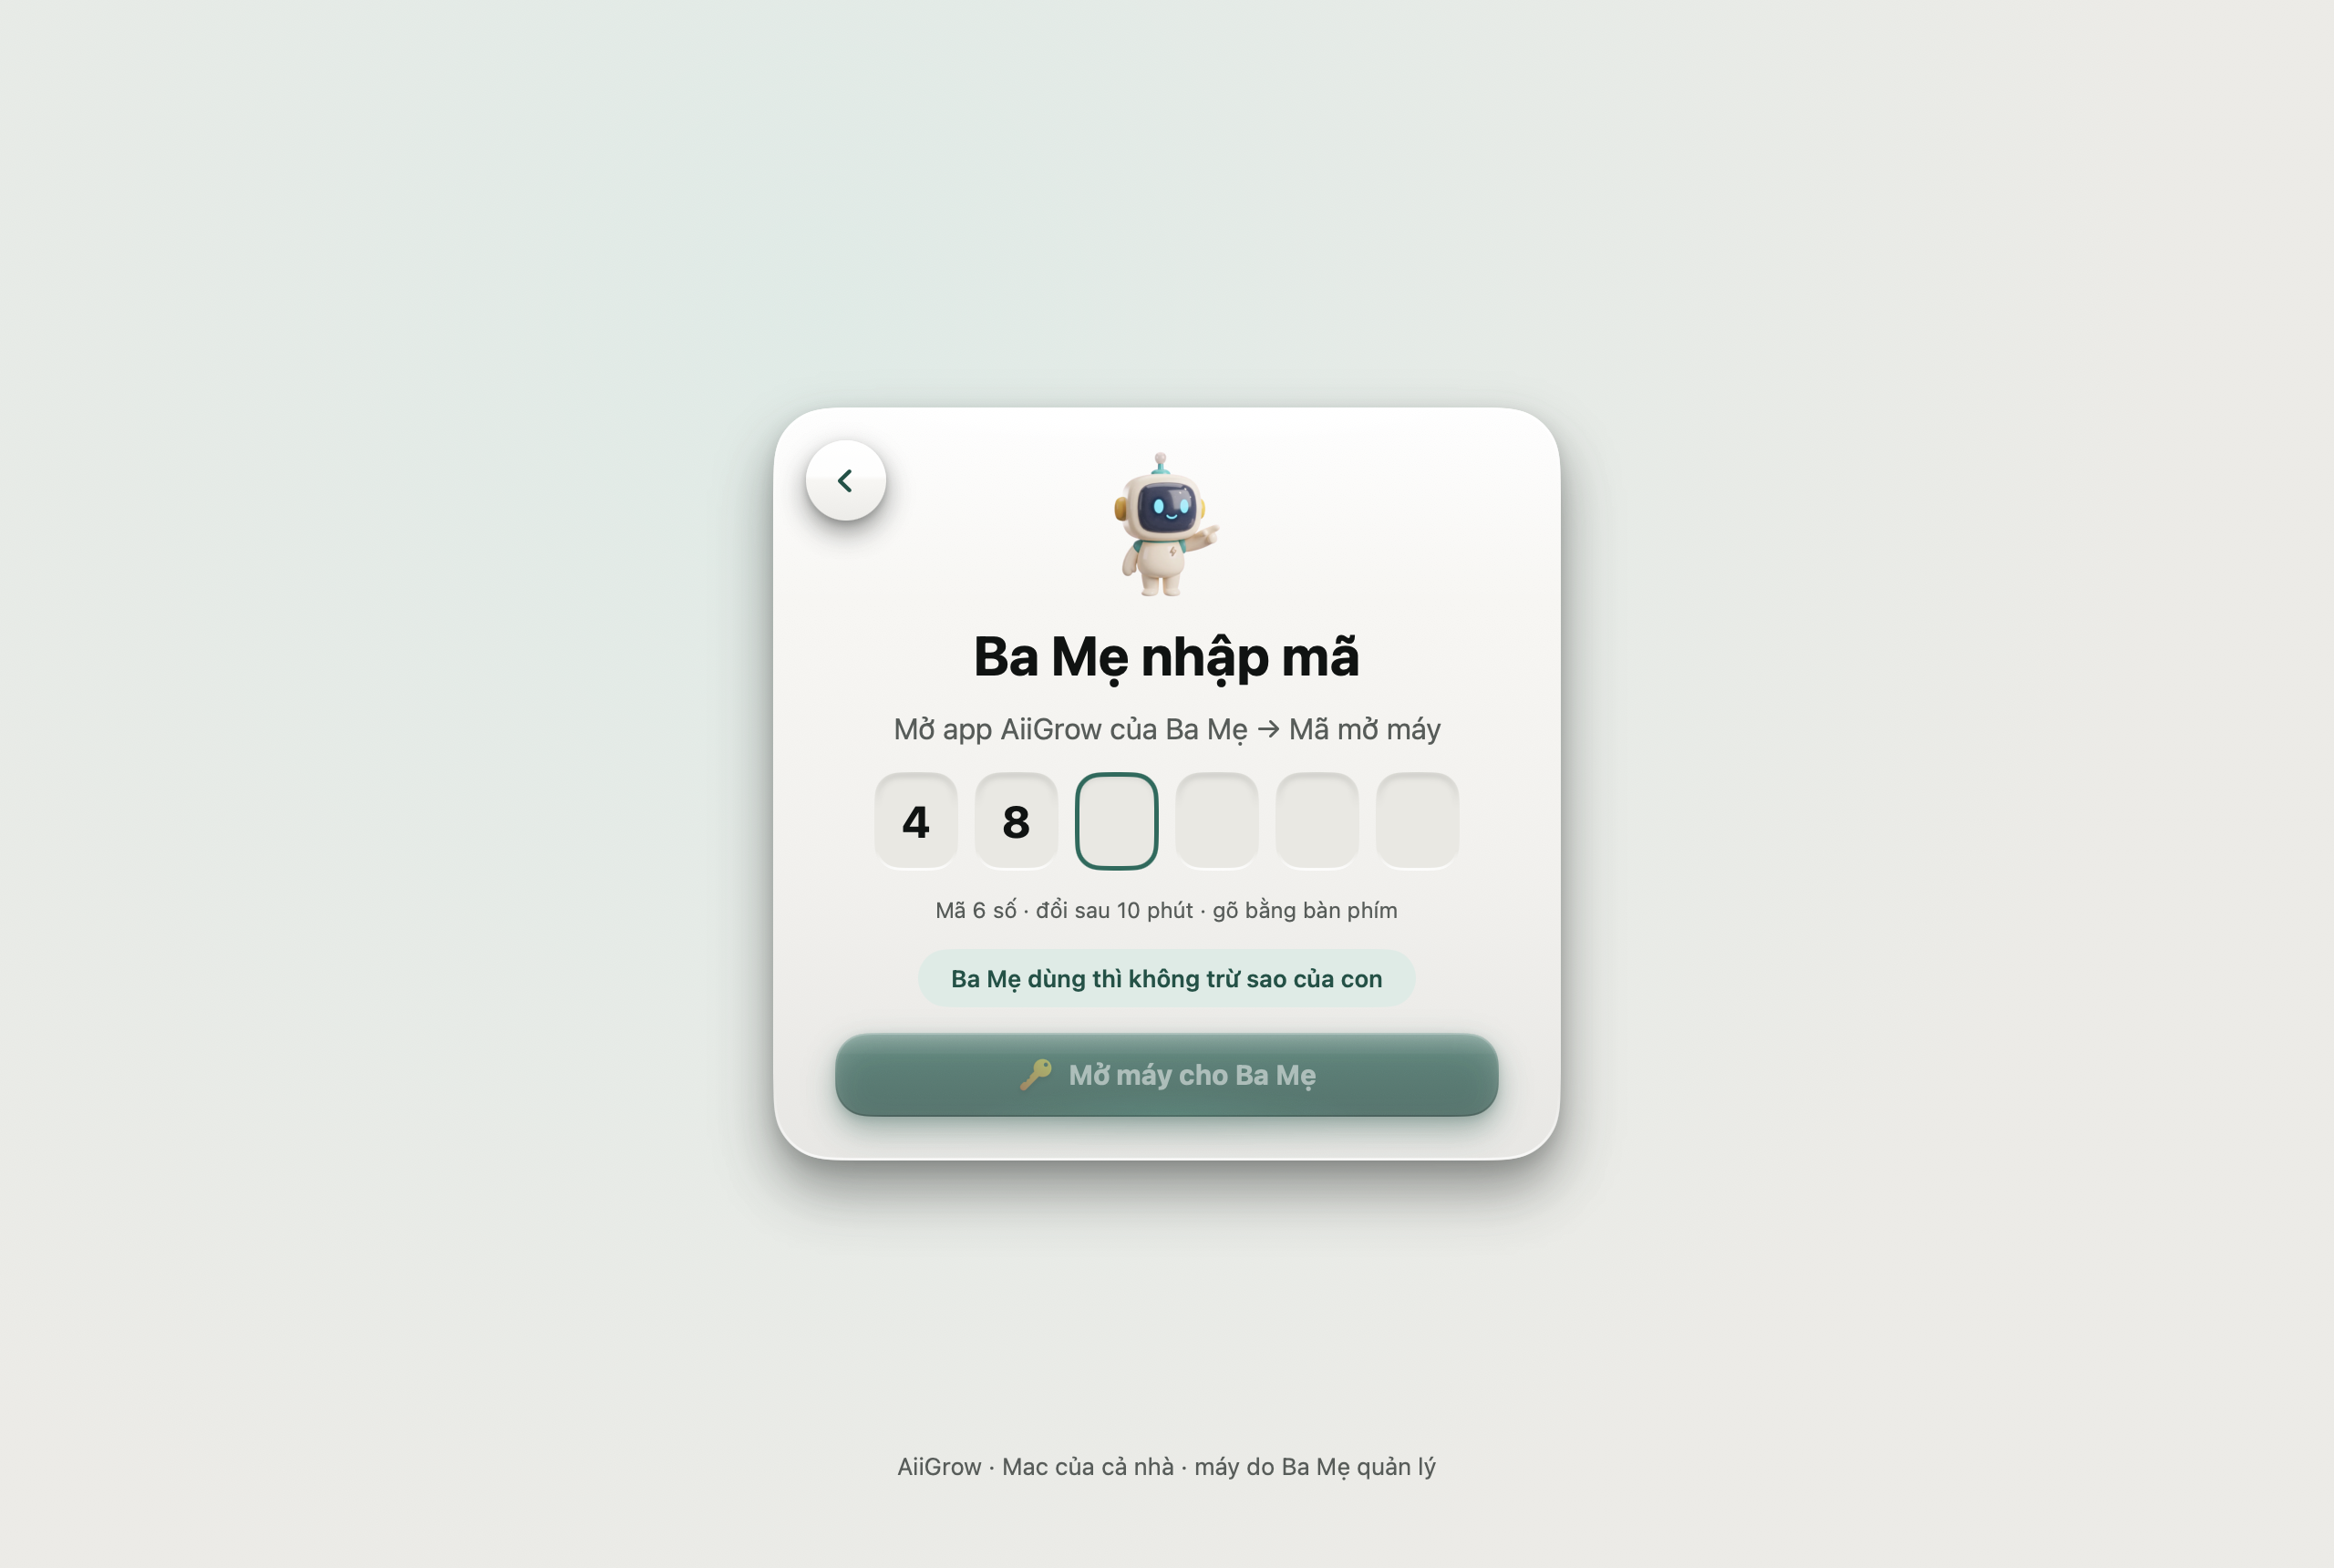 Ba Mẹ nhập mã
Mở app AiiGrow của Ba Mẹ → Mã mở máy
4 8
Mã 6 số · đổi sau 10 phút · gõ bằng bàn phím
Ba Mẹ dùng thì không trừ sao của con
🔑 Mở máy cho Ba Mẹ
AiiGrow · Mac của cả nhà · máy do Ba Mẹ quản lý